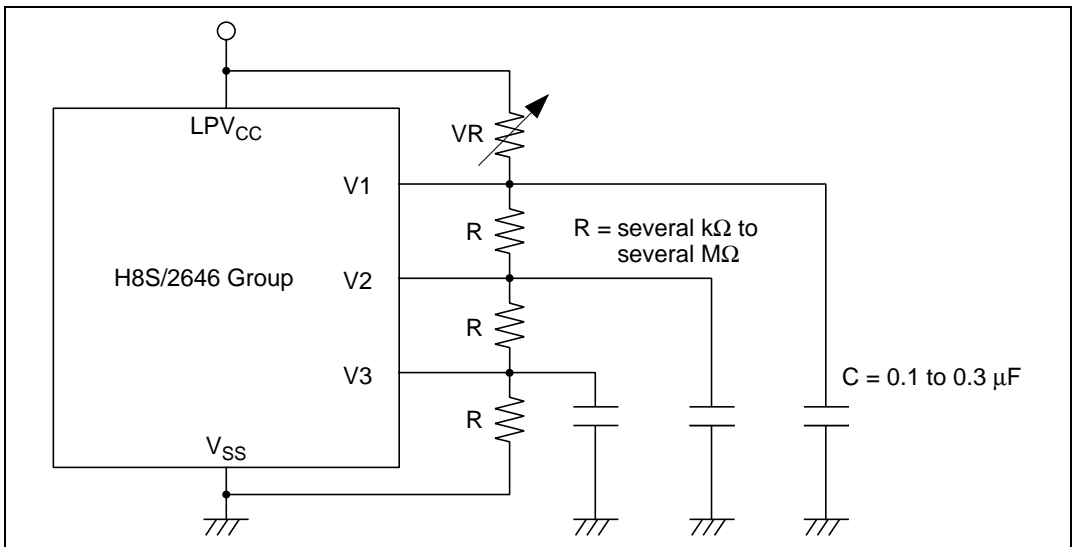 LPVCC
VR
V1
R
R = several kΩ to
several MΩ
H8S/2646 Group
V2
R
V3
C = 0.1 to 0.3 µF
R
VSS